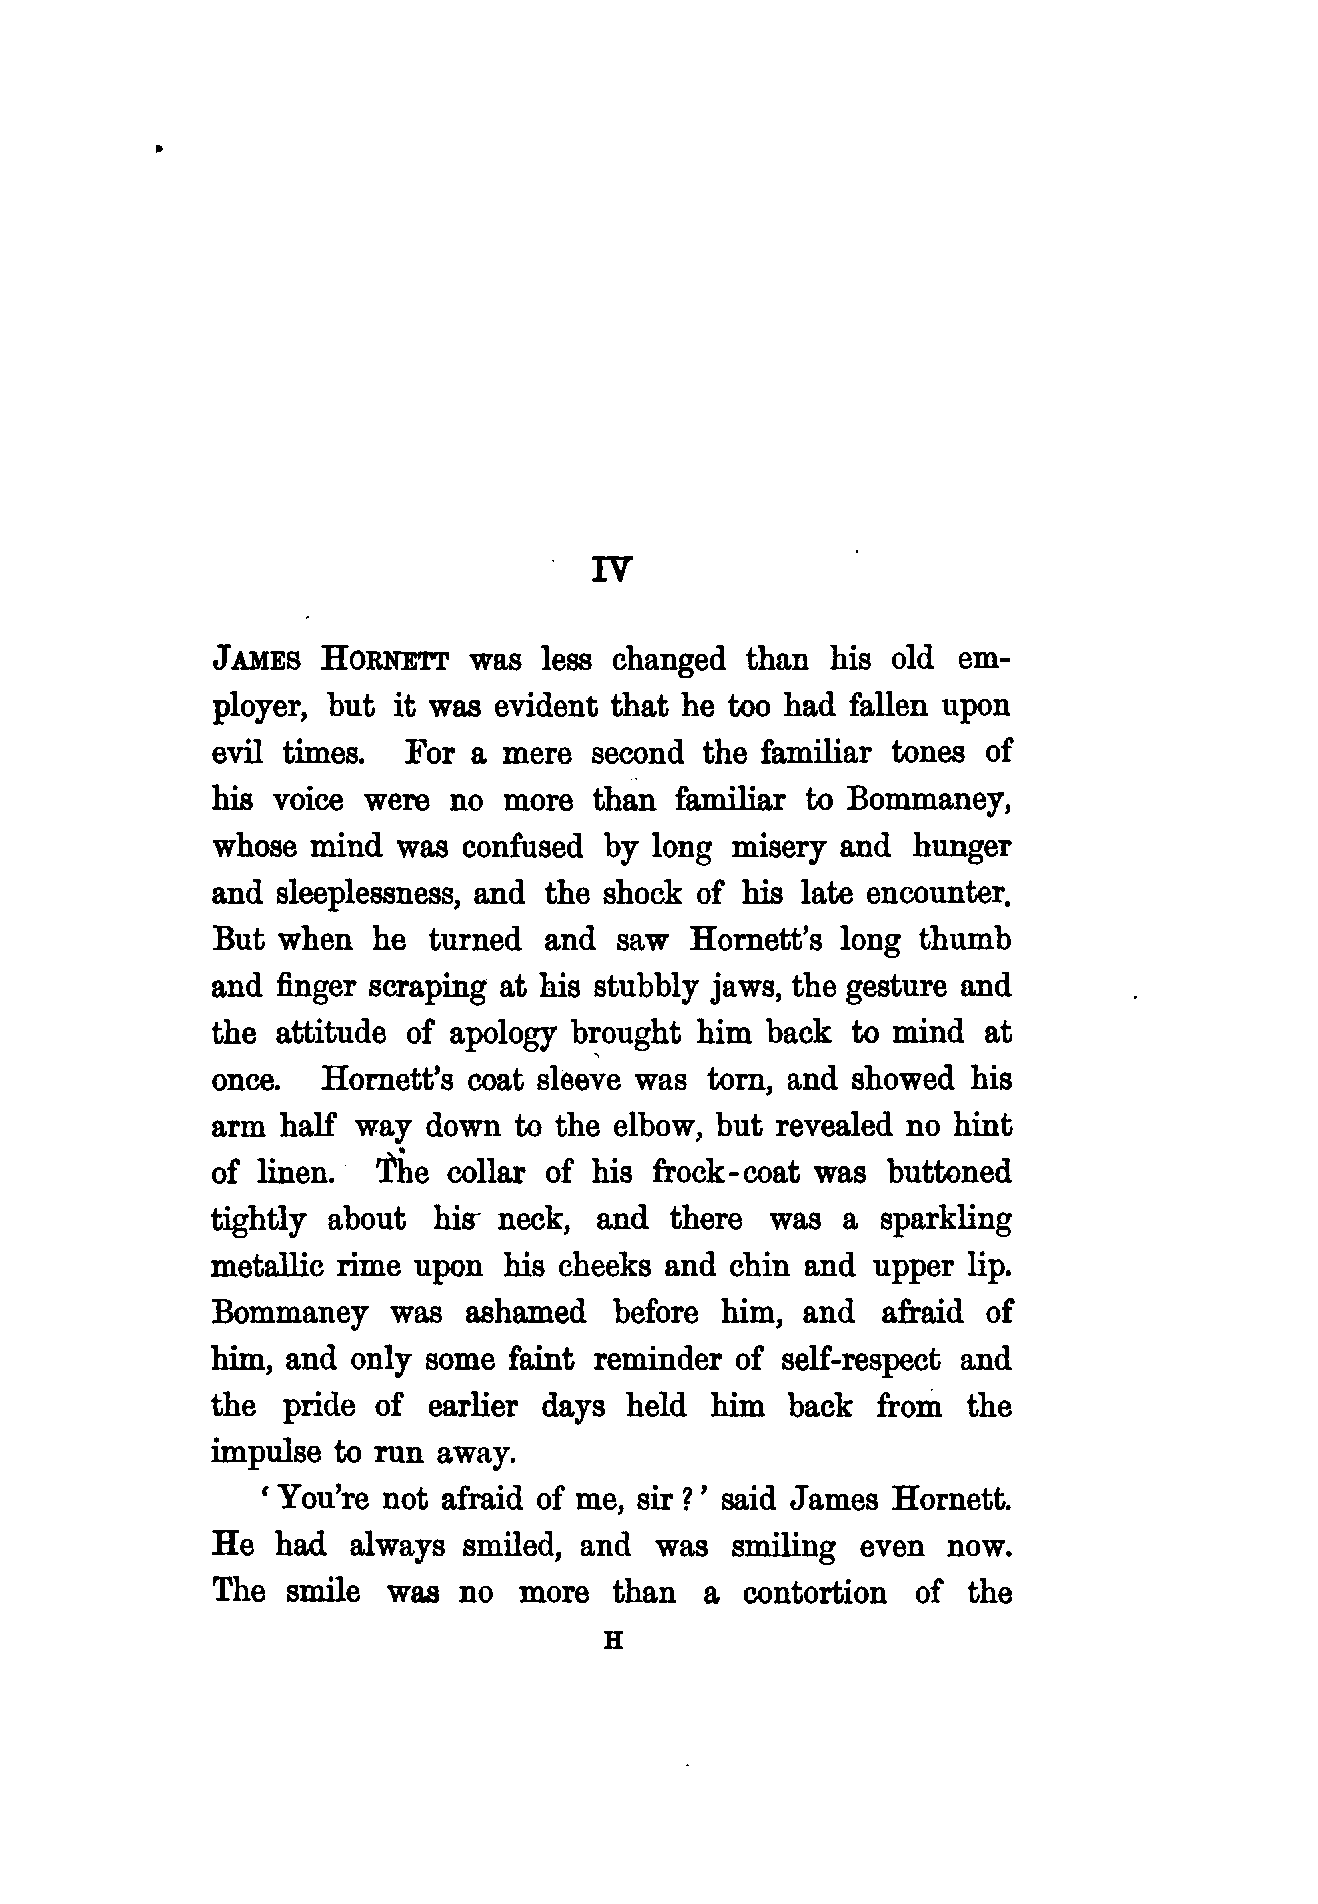 IV
JAMES HORNETT was less changed than his old em-
ployer, but it was evident that he too had fallen upon
evil times. For a mere second the familiar tones of
his voice were no more than familiar to Bommaney,
whose mind was confused by long misery and hunger
and sleeplessness, and the shock of his late encounter.
But when he turned and saw Hornett's long thumb
and finger scraping at his stubbly jaws, the gesture and
the attitude of apology brought him back to mind at
once. Hornett's coat sleeve was torn, and showed his
arm half way down to the elbow, but revealed no hint
of linen. The collar of his frock-coat was buttoned
tightly about his neck, and there was a sparkling
metallic rime upon his cheeks and chin and upper lip.
Bommaney was ashamed before him, and afraid of
him, and only some faint reminder of self-respect and
the pride of earlier days held him back from the
impulse to run away.
‘You're not afraid of me, sir?’ said James Hornett.
He had always smiled, and was smiling even now.
The smile was no more than a contortion of the
H